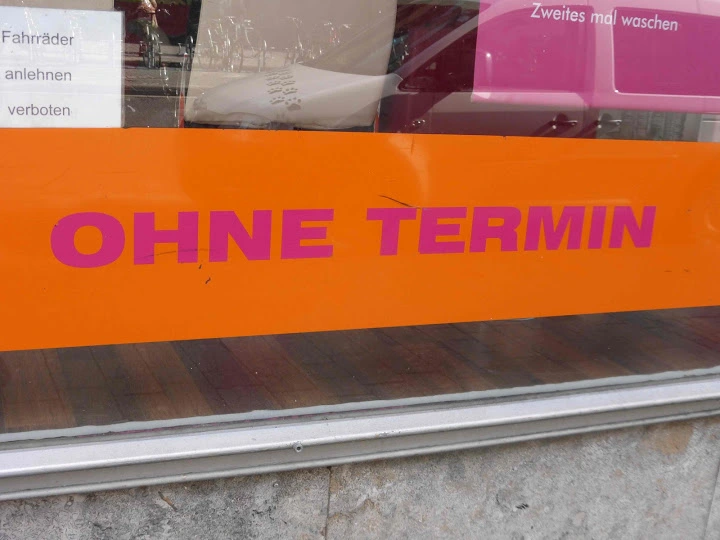 Fahrräder
anlehnen
verboten
Zweites mal waschen
OHNE TERMIN